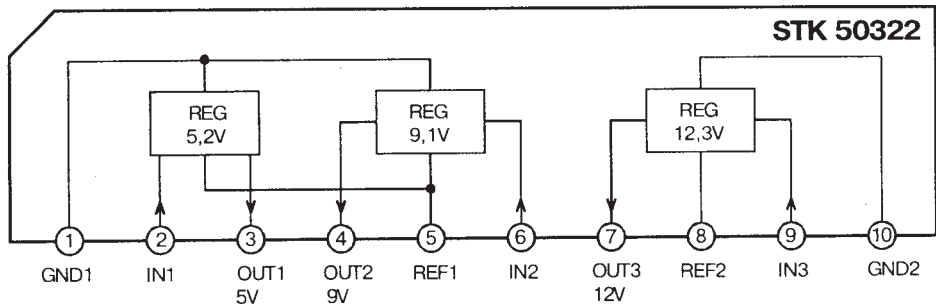 STK 50322
REG
5,2V
REG
9,1V
REG
12,3V
1 2 3 4 5 6 7 8 9 10
GND1 IN1 OUT1 OUT2 REF1 IN2 OUT3 REF2 IN3 GND2
5V 9V 12V